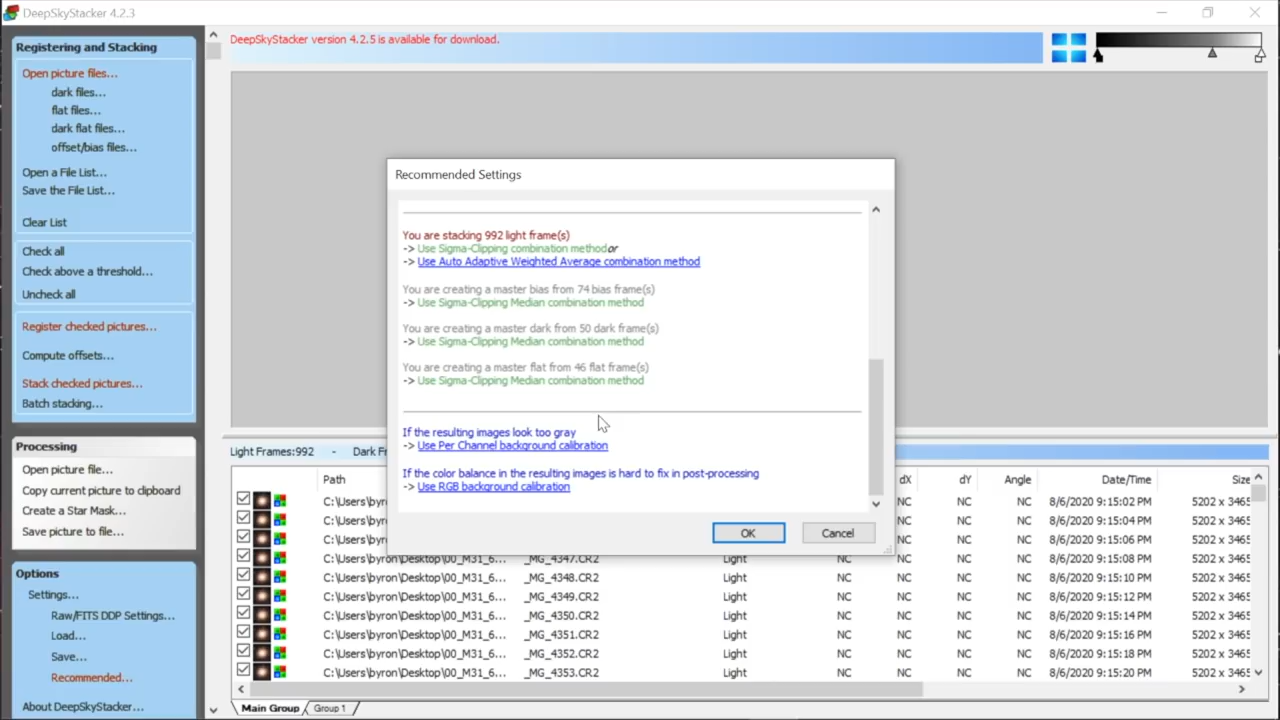 DeepSkyStacker 4.2.3
Registering and Stacking
Open picture files...
dark files...
flat files...
dark flat files...
offset/bias files...
Open a File List...
Save the File List...
Clear List
Check all
Check above a threshold...
Uncheck all
Register checked pictures...
Compute offsets...
Stack checked pictures...
Batch stacking...
Processing
Open picture file...
Copy current picture to clipboard
Create a Star Mask...
Save picture to file...
Options
Settings...
Raw/FITS DDP Settings...
Load...
Save...
Recommended...
About DeepSkyStacker...
DeepSkyStacker version 4.2.5 is available for download.
Recommended Settings
You are stacking 992 light frame(s)
-> Use Sigma-Clipping combination method or
-> Use Auto Adaptive Weighted Average combination method
You are creating a master bias from 74 bias frame(s)
-> Use Sigma-Clipping Median combination method
You are creating a master dark from 50 dark frame(s)
-> Use Sigma-Clipping Median combination method
You are creating a master flat from 46 flat frame(s)
-> Use Sigma-Clipping Median combination method
If the resulting images look too gray
-> Use Per Channel background calibration
If the color balance in the resulting images is hard to fix in post-processing
-> Use RGB background calibration
OK Cancel
Light Frames:992 - Dark Fr
Path dX dY Angle Date/Time Size
C:\Users\byron\ NC NC 8/6/2020 9:15:02 PM 5202 x 3465
C:\Users\byron\ NC NC 8/6/2020 9:15:04 PM 5202 x 3465
C:\Users\byron\ NC NC 8/6/2020 9:15:06 PM 5202 x 3465
C:\Users\byron\Desktop\00_M31_6... _MG_4347.CR2 Light NC NC NC 8/6/2020 9:15:08 PM 5202 x 3465
C:\Users\byron\Desktop\00_M31_6... _MG_4348.CR2 Light NC NC NC 8/6/2020 9:15:10 PM 5202 x 3465
C:\Users\byron\Desktop\00_M31_6... _MG_4349.CR2 Light NC NC NC 8/6/2020 9:15:12 PM 5202 x 3465
C:\Users\byron\Desktop\00_M31_6... _MG_4350.CR2 Light NC NC NC 8/6/2020 9:15:14 PM 5202 x 3465
C:\Users\byron\Desktop\00_M31_6... _MG_4351.CR2 Light NC NC NC 8/6/2020 9:15:16 PM 5202 x 3465
C:\Users\byron\Desktop\00_M31_6... _MG_4352.CR2 Light NC NC NC 8/6/2020 9:15:18 PM 5202 x 3465
C:\Users\byron\Desktop\00_M31_6... _MG_4353.CR2 Light NC NC NC 8/6/2020 9:15:20 PM 5202 x 3465
Main Group Group 1